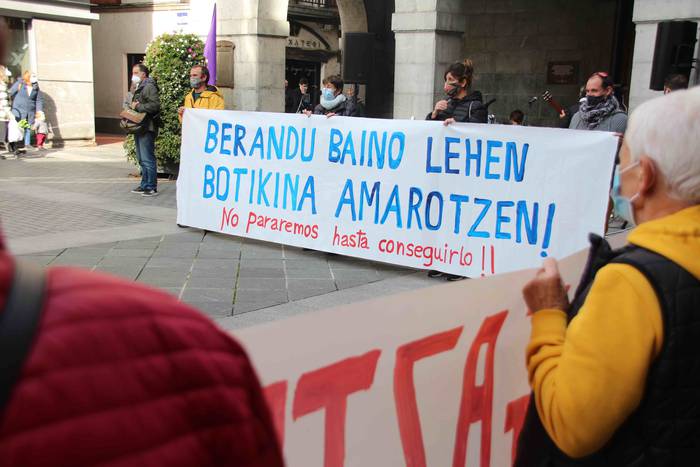 BERANDU BAINO LEHEN
BOTIKINA AMAROTZEN!
No pararemos hasta conseguirlo!!